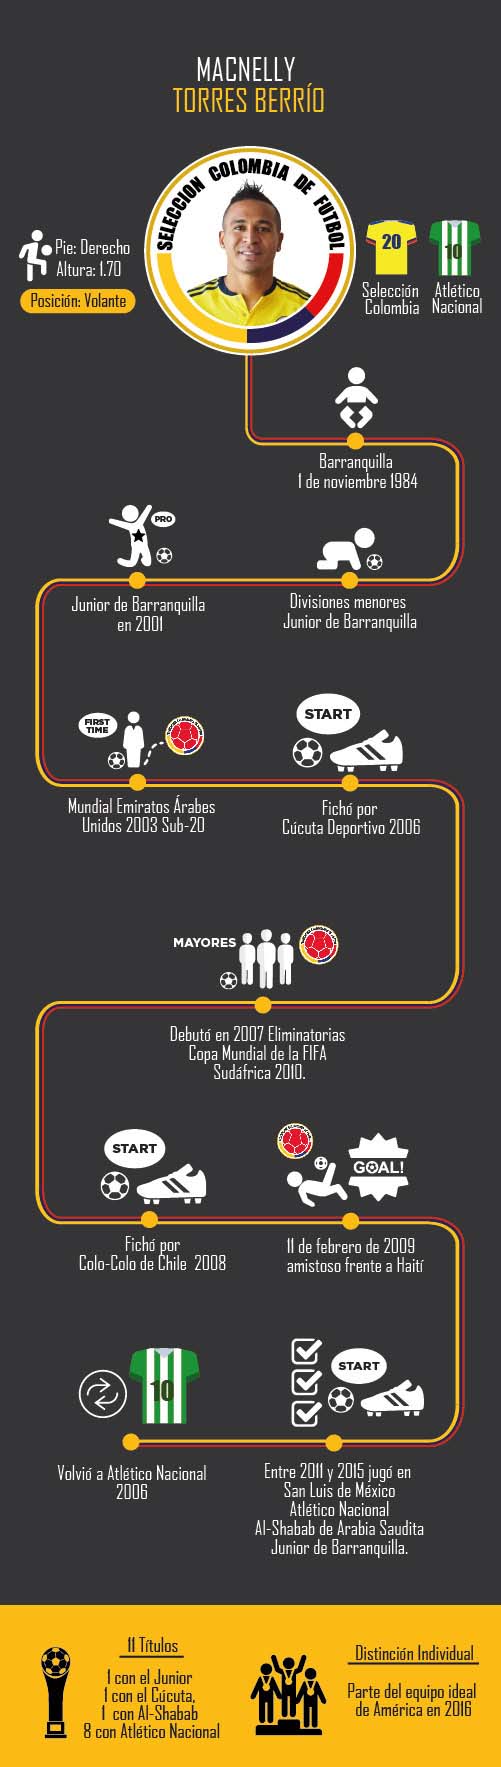 MACNELLY
TORRES BERRÍO
SELECCION COLOMBIA DE FUTBOL
Pie: Derecho
Altura: 1.70
Posición: Volante
20
10
Selección
Colombia
Atlético
Nacional
Barranquilla
1 de noviembre 1984
PRO
Junior de Barranquilla
en 2001
Divisiones menores
Junior de Barranquilla
FIRST
TIME
Mundial Emiratos Árabes
Unidos 2003 Sub-20
START
Fichó por
Cúcuta Deportivo 2006
MAYORES
Debutó en 2007 Eliminatorias
Copa Mundial de la FIFA
Sudáfrica 2010.
START
Fichó por
Colo-Colo de Chile 2008
GOAL!
11 de febrero de 2009
amistoso frente a Haití
10
Volvió a Atlético Nacional
2006
START
Entre 2011 y 2015 jugó en
San Luis de México
Atlético Nacional
Al-Shabab de Arabia Saudita
Junior de Barranquilla.
11 Títulos
1 con el Junior
1 con el Cúcuta,
1 con Al-Shabab
8 con Atlético Nacional
Distinción Individual
Parte del equipo ideal
de América en 2016